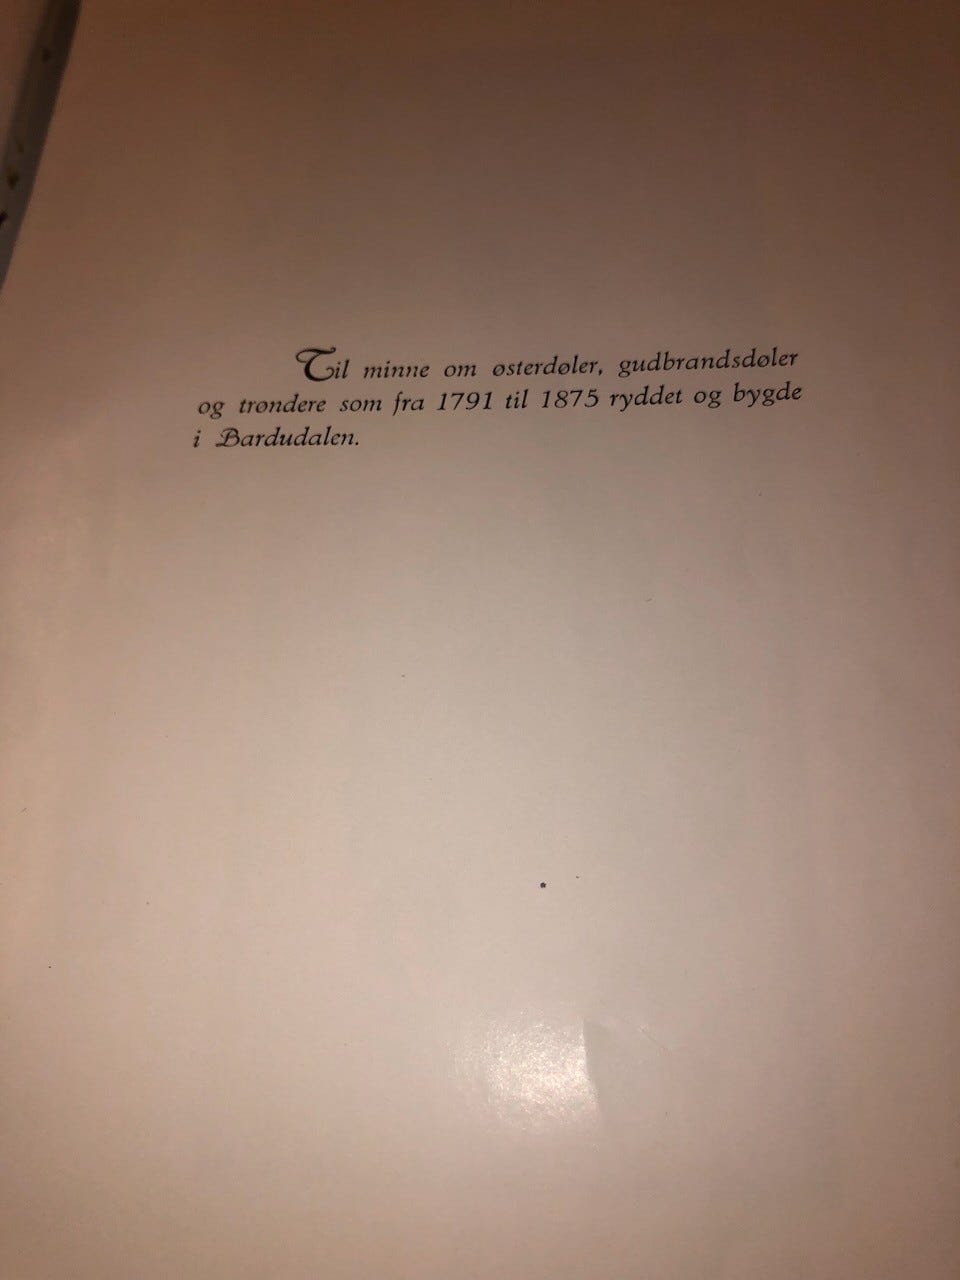 Til minne om østerdøler, gudbrandsdøler
og trøndere som fra 1791 til 1875 ryddet og bygde
i Bardudalen.